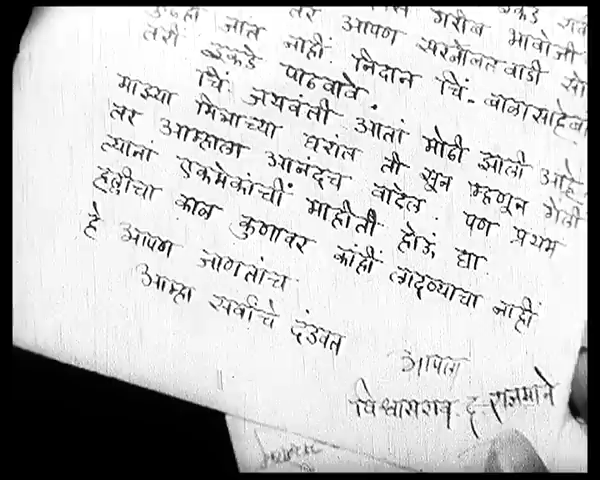 तर आपण गरीब भावोजी
कुठही जात नाहीं. निदान चिं- बाळासाहेबां
तरी इकडे पाठवावे.
चिं जयवंती आतां मोठी झाली आहे.
माझ्या मित्राच्या घरांत ती सून म्हणून गेली
तर आम्हाला आनंदच वाटेल. पण प्रथम
त्यांना एकमेकांची माहीती होऊं द्या.
हल्लीचा काळ कुणावर कांही लादण्याचा नाहीं
हे आपण जाणतांच
आम्हा सर्वांचे दंडवत
आपला
विश्वासराव द. राजमाने